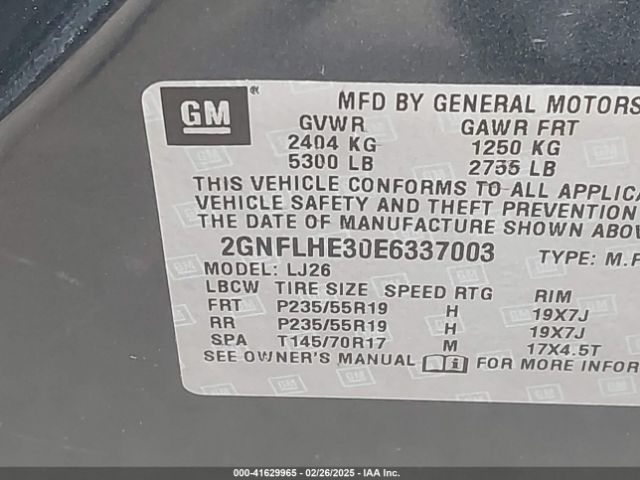 GM
®
MFD BY GENERAL MOTORS
GVWR GAWR FRT
2404 KG 1250 KG
5300 LB 2755 LB
THIS VEHICLE CONFORMS TO ALL APPLICA
VEHICLE SAFETY AND THEFT PREVENTION
THE DATE OF MANUFACTURE SHOWN ABOV
2GNFLHE30E6337003 TYPE: M.P
MODEL: LJ26
LBCW TIRE SIZE SPEED RTG RIM
FRT P235/55R19 H 19X7J
RR P235/55R19 H 19X7J
SPA T145/70R17 M 17X4.5T
SEE OWNER'S MANUAL FOR MORE INFOR
000-41629965 | 02/26/2025 - IAA, Inc.